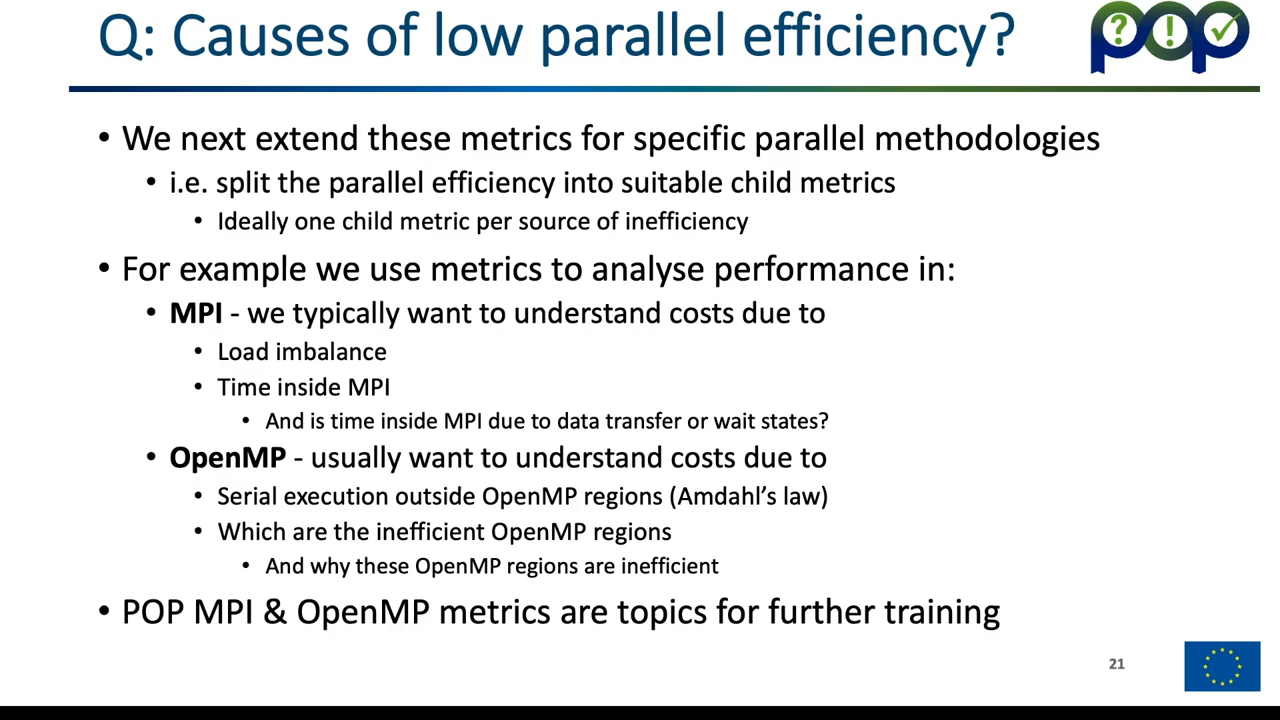 Q: Causes of low parallel efficiency?
pop
• We next extend these metrics for specific parallel methodologies
• i.e. split the parallel efficiency into suitable child metrics
• Ideally one child metric per source of inefficiency
• For example we use metrics to analyse performance in:
• MPI - we typically want to understand costs due to
• Load imbalance
• Time inside MPI
• And is time inside MPI due to data transfer or wait states?
• OpenMP - usually want to understand costs due to
• Serial execution outside OpenMP regions (Amdahl's law)
• Which are the inefficient OpenMP regions
• And why these OpenMP regions are inefficient
• POP MPI & OpenMP metrics are topics for further training
21